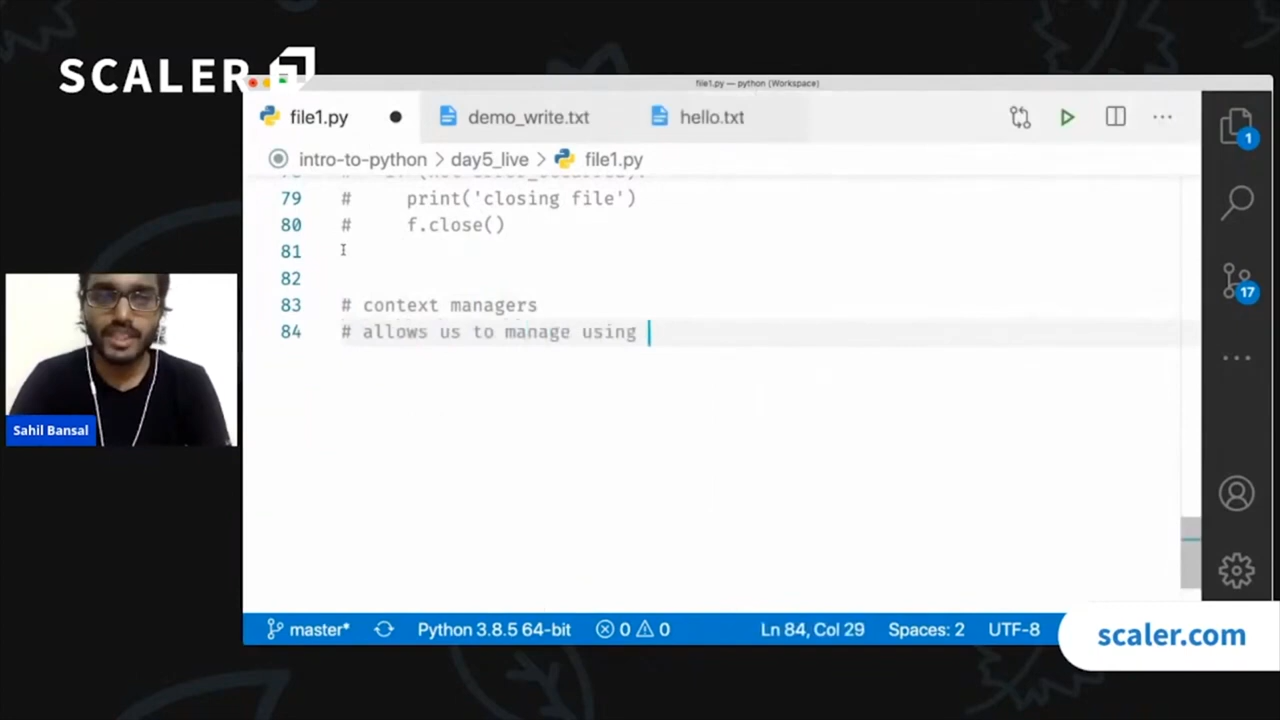 SCALER
file1.py — python (Workspace)
file1.py demo_write.txt hello.txt
intro-to-python > day5_live > file1.py
1
79 # print('closing file')
80 # f.close()
81
82
83 # context managers
84 # allows us to manage using
17
Sahil Bansal
master* Python 3.8.5 64-bit 0 0 Ln 84, Col 29 Spaces: 2 UTF-8
scaler.com